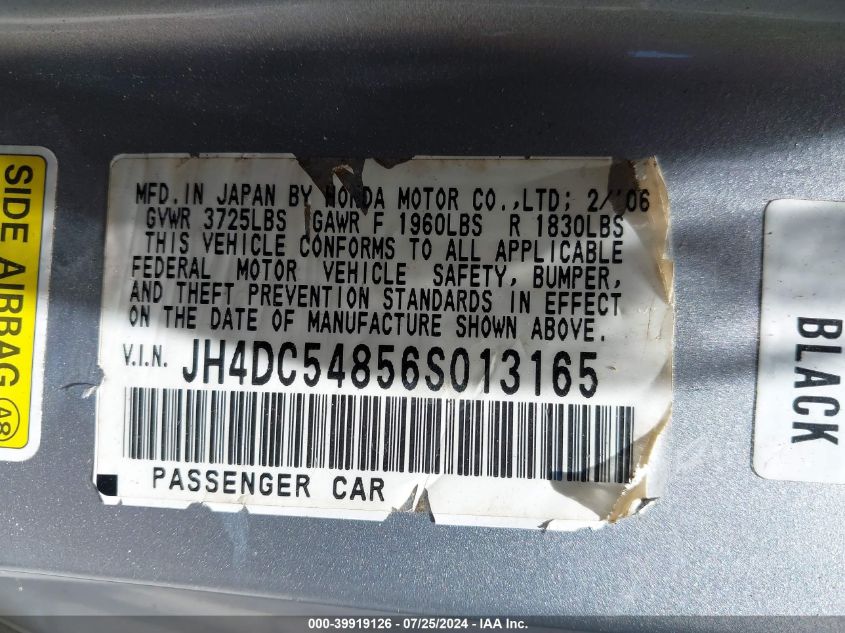 MFD. IN JAPAN BY HONDA MOTOR CO., LTD; 2/'06
GVWR 3725LBS GAWR F 1960LBS R 1830LBS
THIS VEHICLE CONFORMS TO ALL APPLICABLE
FEDERAL MOTOR VEHICLE SAFETY, BUMPER,
AND THEFT PREVENTION STANDARDS IN EFFECT
ON THE DATE OF MANUFACTURE SHOWN ABOVE.
V.I.N. JH4DC54856S013165
PASSENGER CAR
SIDE AIRBAG A8
BLACK
000-39919126 - 07/25/2024 - IAA Inc.